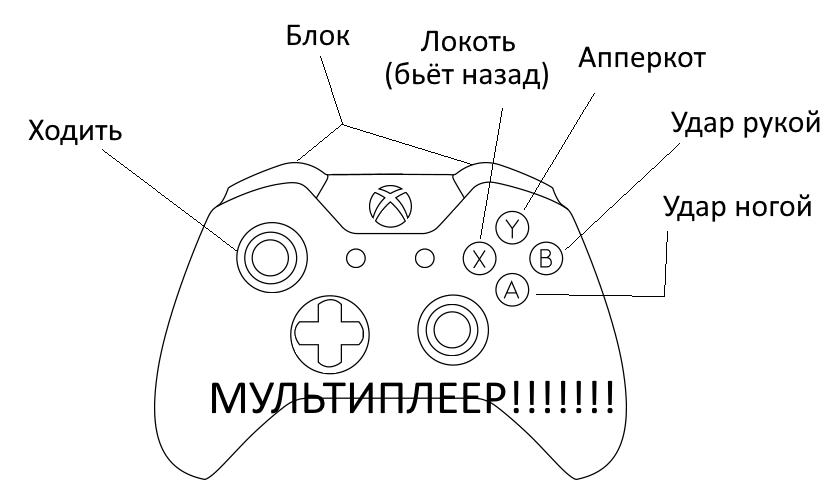 Блок
Локоть
(бьёт назад)
Апперкот
Ходить
Удар рукой
Удар ногой
Y
X
B
A
МУЛЬТИПЛЕЕР!!!!!!!